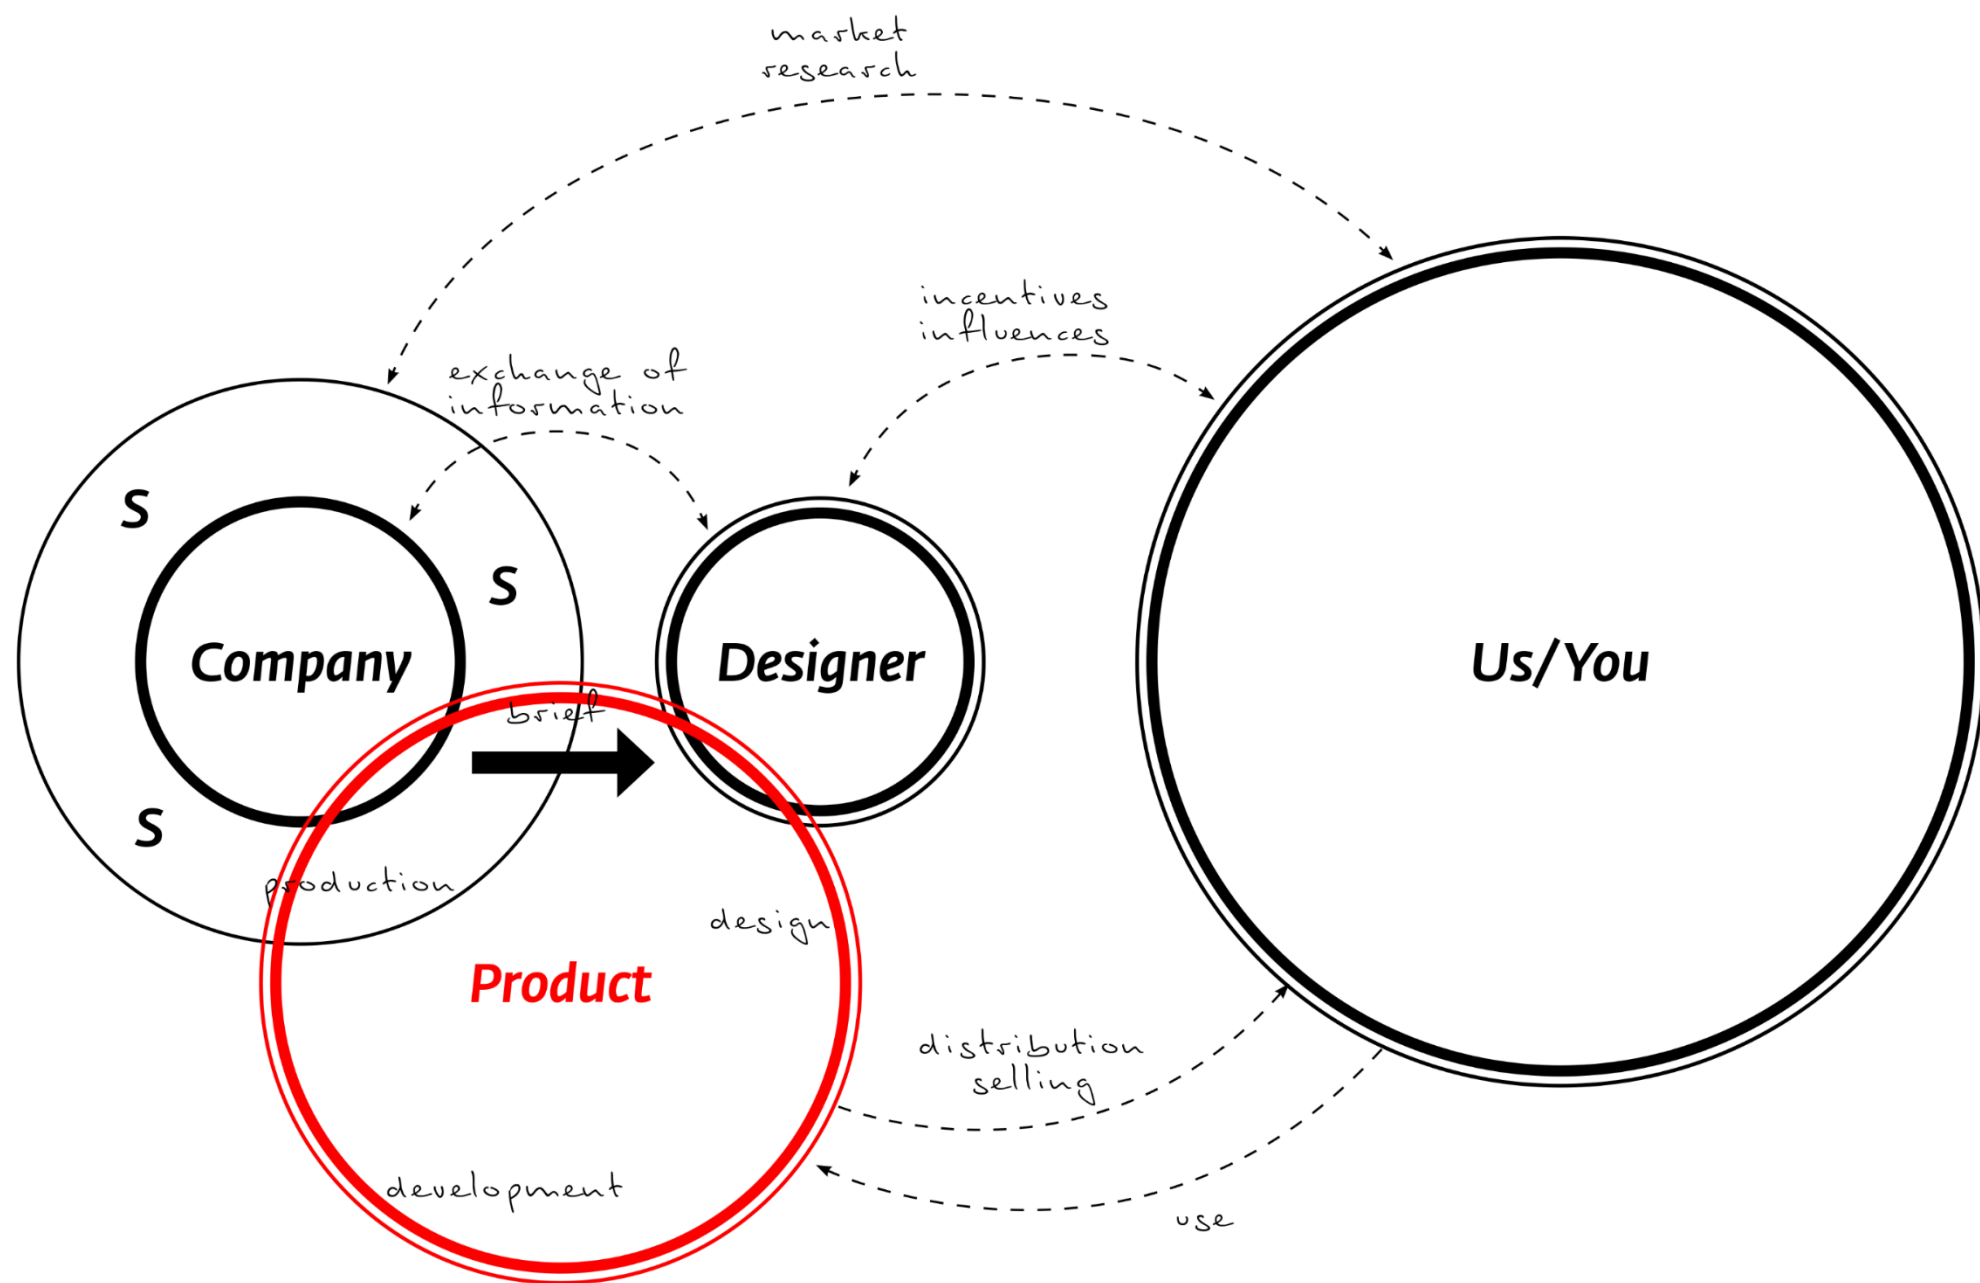 market
research
incentives
influences
exchange of
information
S
S
Company
Designer
Us/You
brief
S
production
design
Product
distribution
selling
development
use